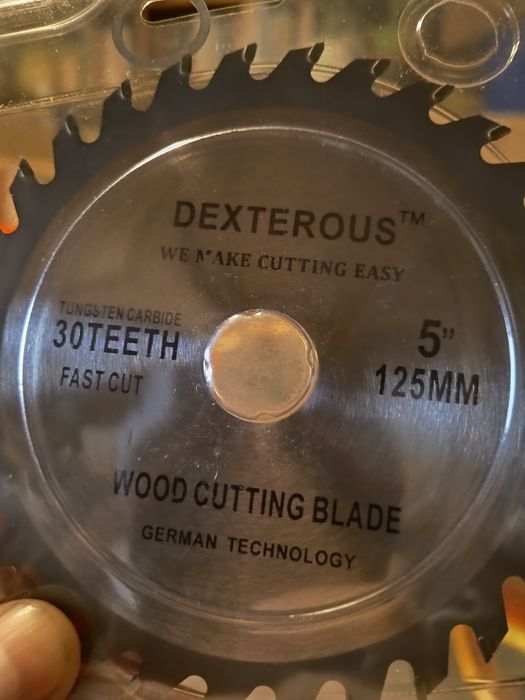 DEXTEROUS™
WE MAKE CUTTING EASY
TUNGSTEN CARBIDE
30TEETH
FAST CUT
5”
125MM
WOOD CUTTING BLADE
GERMAN TECHNOLOGY